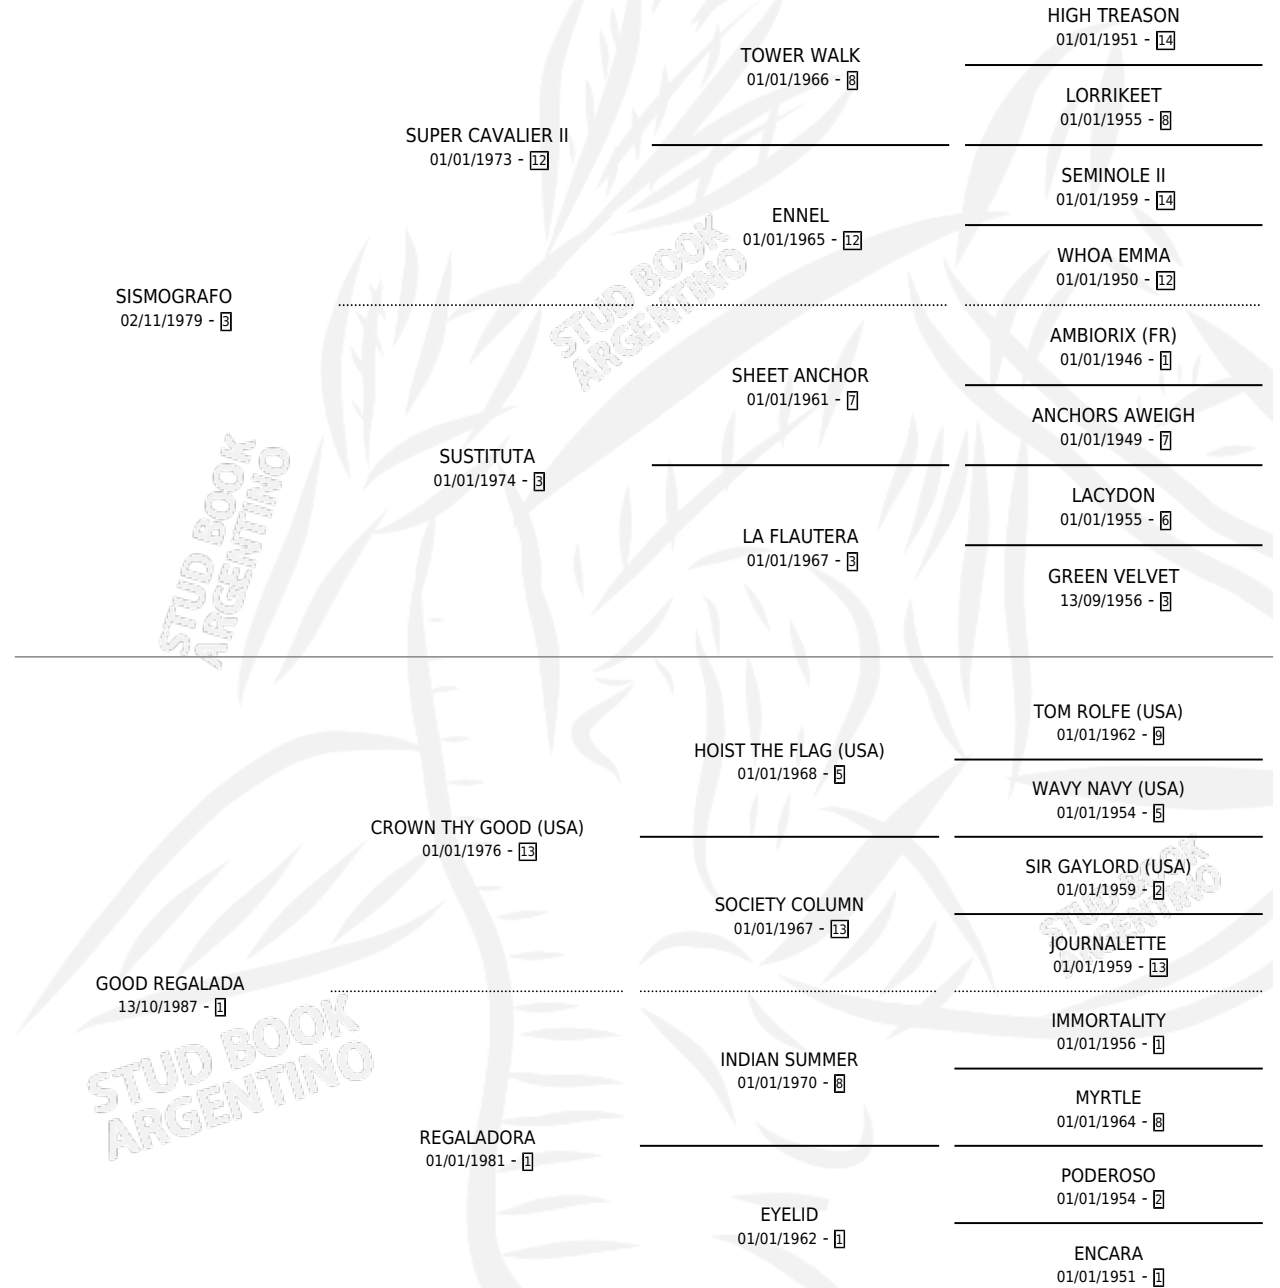 HIGH TREASON
01/01/1951 - 14
TOWER WALK
01/01/1966 - 8
LORRIKEET
01/01/1955 - 8
SUPER CAVALIER II
01/01/1973 - 12
SEMINOLE II
01/01/1959 - 14
ENNEL
01/01/1965 - 12
WHOA EMMA
01/01/1950 - 12
SISMOGRAFO
02/11/1979 - 3
STUD BOOK
ARGENTINO
AMBIORIX (FR)
01/01/1946 - 1
SHEET ANCHOR
01/01/1961 - 7
ANCHORS AWEIGH
01/01/1949 - 7
SUSTITUTA
01/01/1974 - 3
LACYDON
01/01/1955 - 6
LA FLAUTERA
01/01/1967 - 3
GREEN VELVET
13/09/1956 - 3
STUD BOOK
ARGENTINO
TOM ROLFE (USA)
01/01/1962 - 9
HOIST THE FLAG (USA)
01/01/1968 - 5
WAVY NAVY (USA)
01/01/1954 - 5
CROWN THY GOOD (USA)
01/01/1976 - 13
SIR GAYLORD (USA)
01/01/1959 - 2
SOCIETY COLUMN
01/01/1967 - 13
JOURNALETTE
01/01/1959 - 13
STUD BOOK
ARGENTINO
GOOD REGALADA
13/10/1987 - 1
STUD BOOK
ARGENTINO
IMMORTALITY
01/01/1956 - 1
INDIAN SUMMER
01/01/1970 - 8
MYRTLE
01/01/1964 - 8
REGALADORA
01/01/1981 - 1
PODEROSO
01/01/1954 - 2
EYELID
01/01/1962 - 1
ENCARA
01/01/1951 - 1